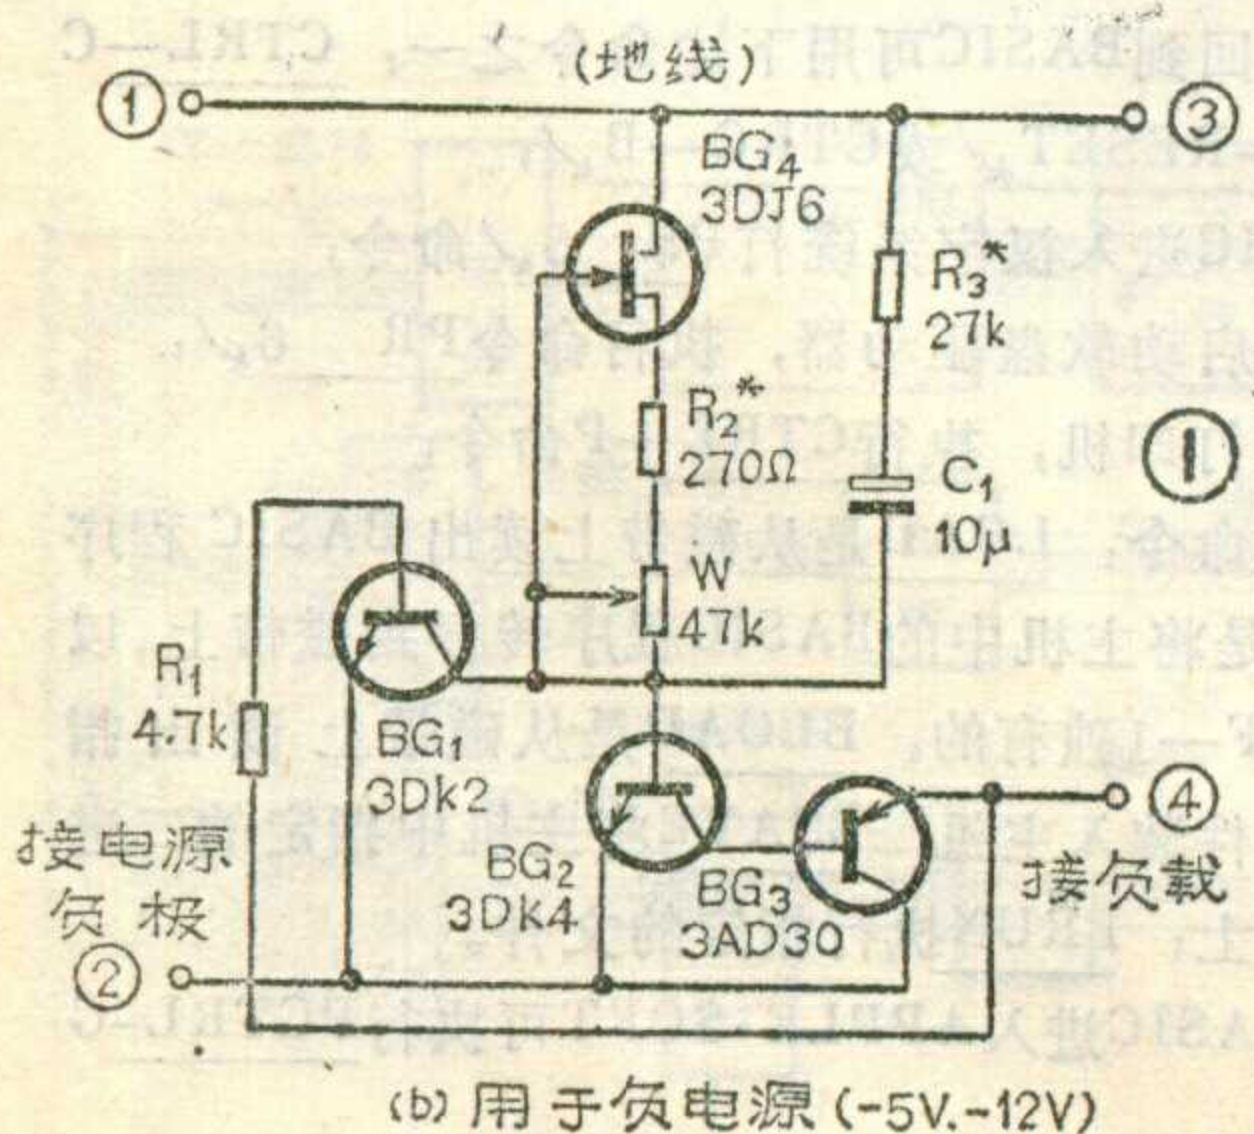 (地线)
①
③
BG₄
3DJ6
R₃*
27k
R₂*
270Ω
C₁
10μ
①
W
47k
R₁
4.7k
BG₁
3Dk2
BG₂
3DK4
BG₃
3AD30
④
接负载
接电源
负极
②
(b) 用于负电源 (-5V.-12V)